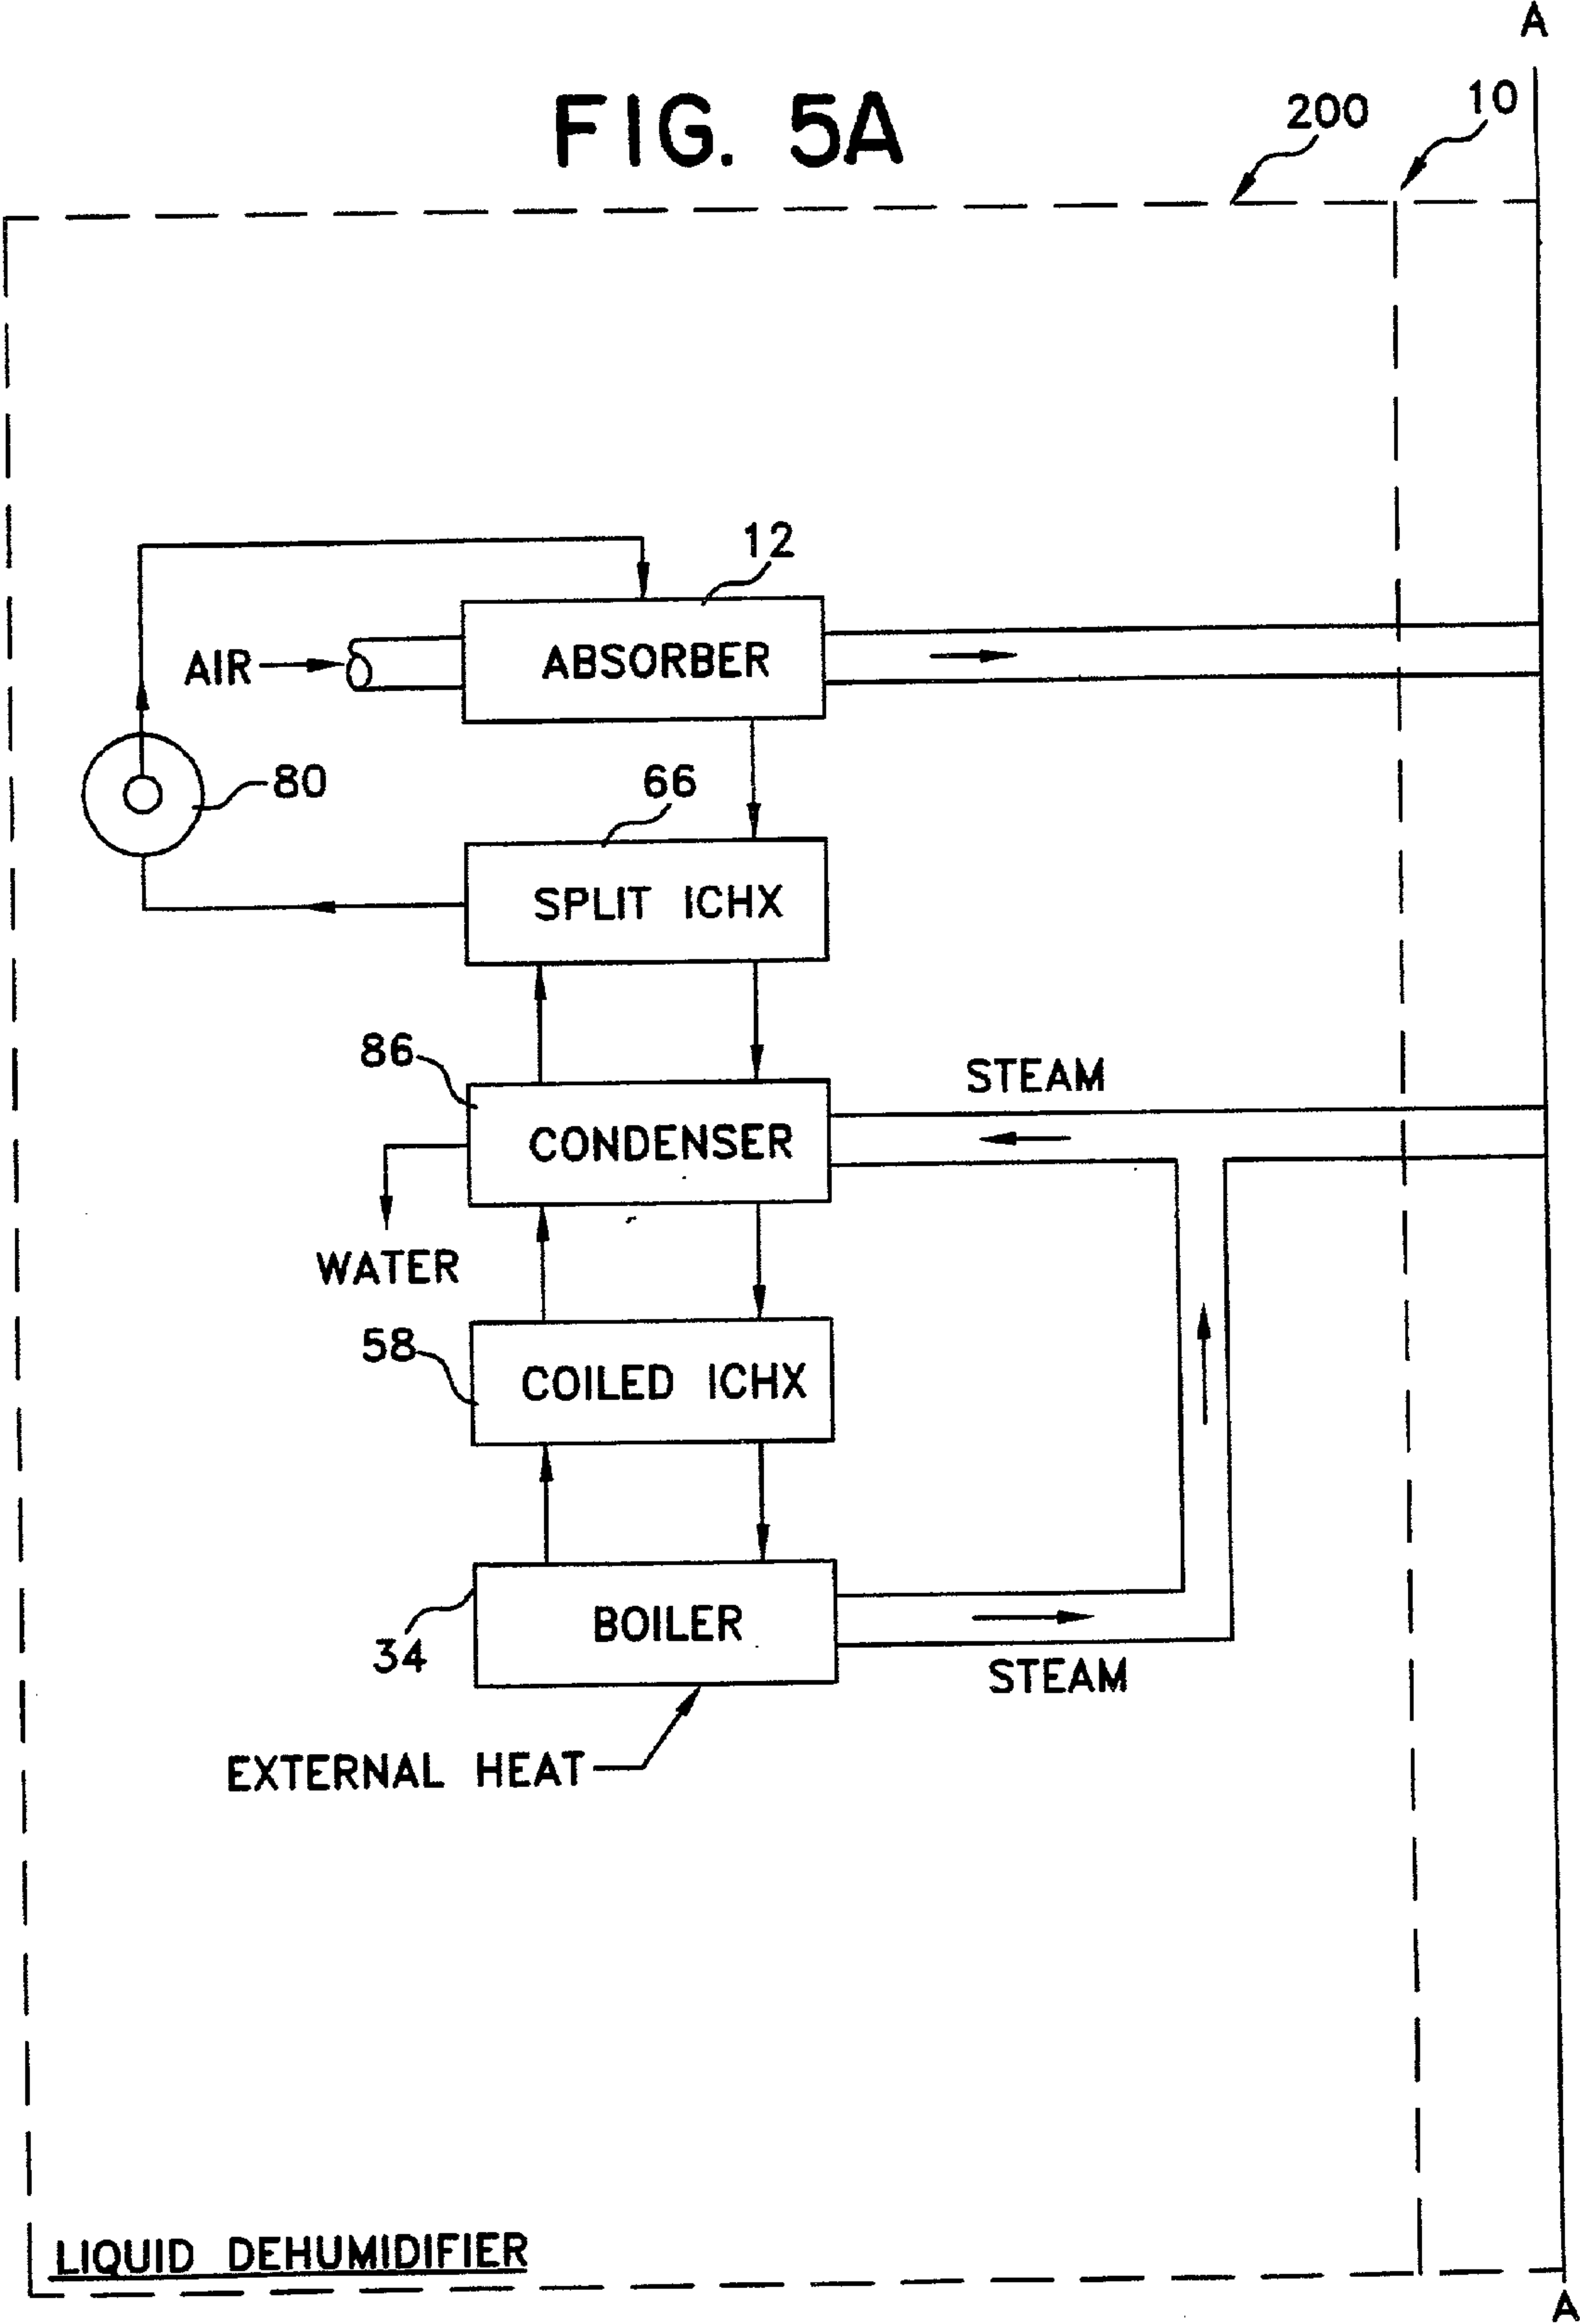 A
FIG. 5A
200
10
12
AIR
ABSORBER
80
66
SPLIT ICHX
86
STEAM
CONDENSER
WATER
58
COILED ICHX
34
BOILER
STEAM
EXTERNAL HEAT
LIQUID DEHUMIDIFIER
A